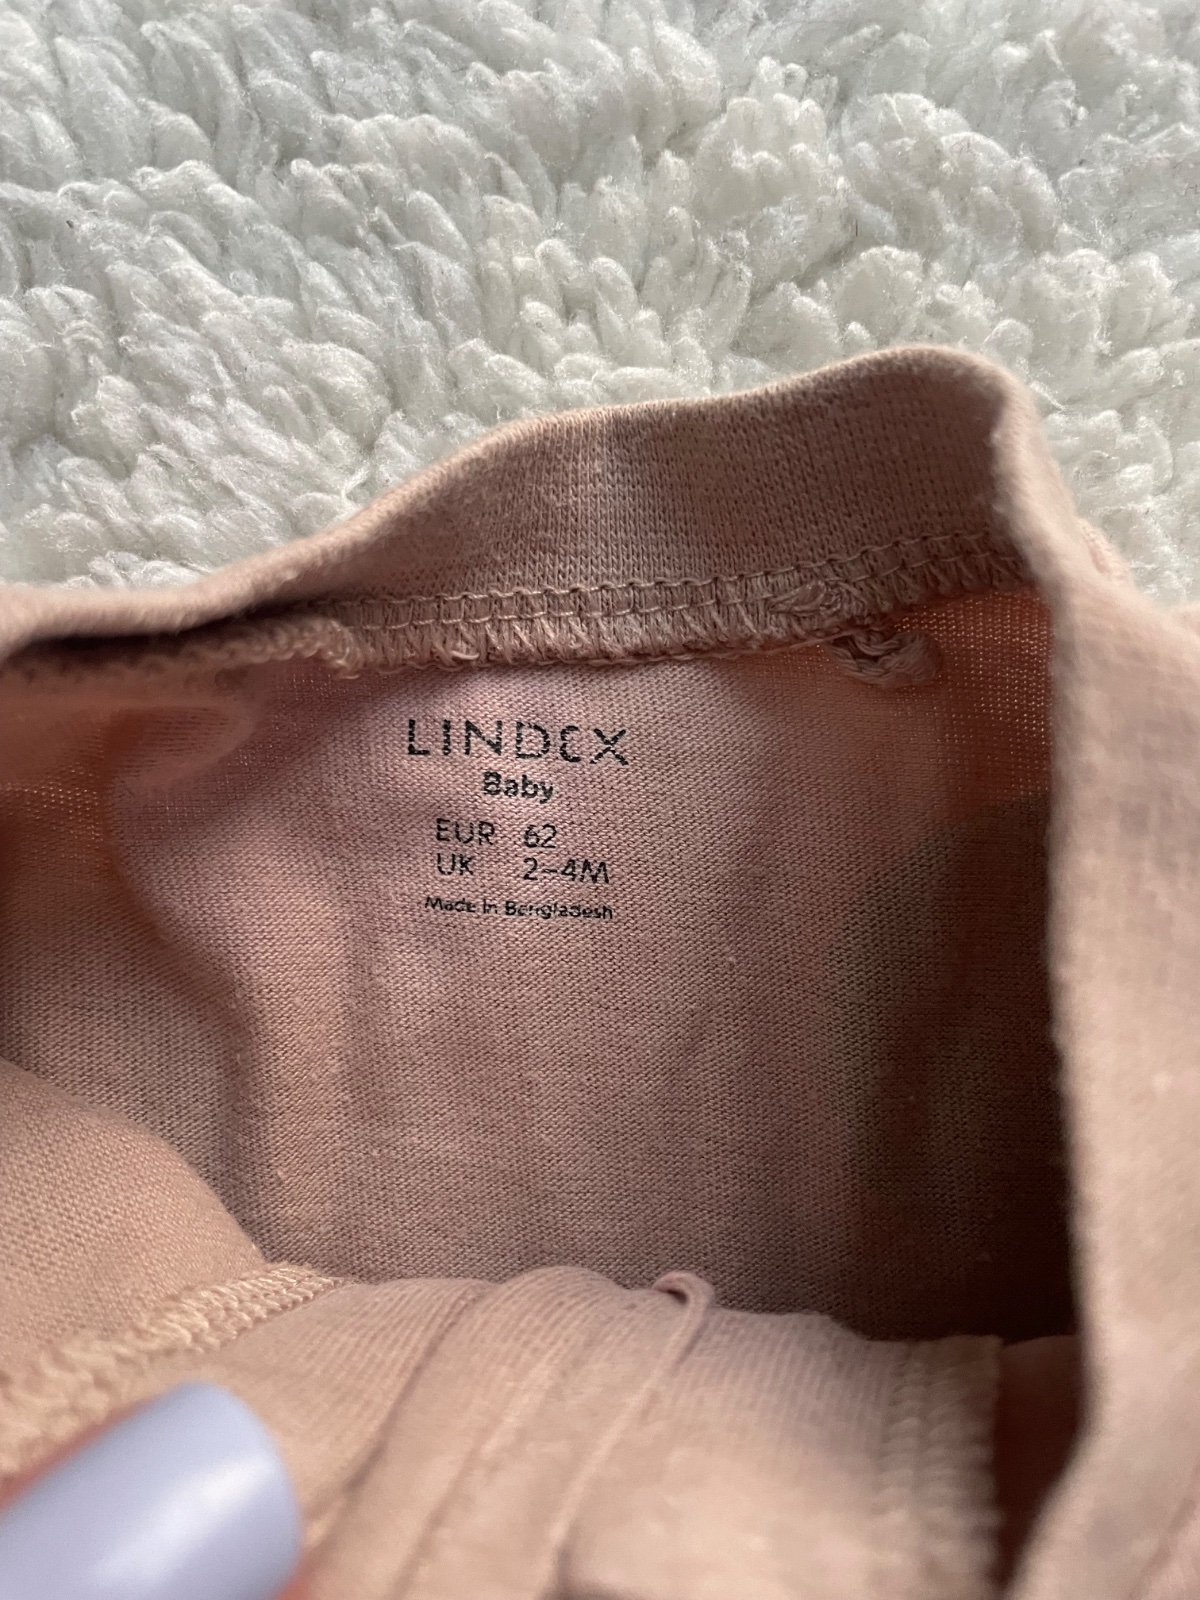 LINDEX
Baby
EUR 62
UK 2-4M
Made in Bangladesh